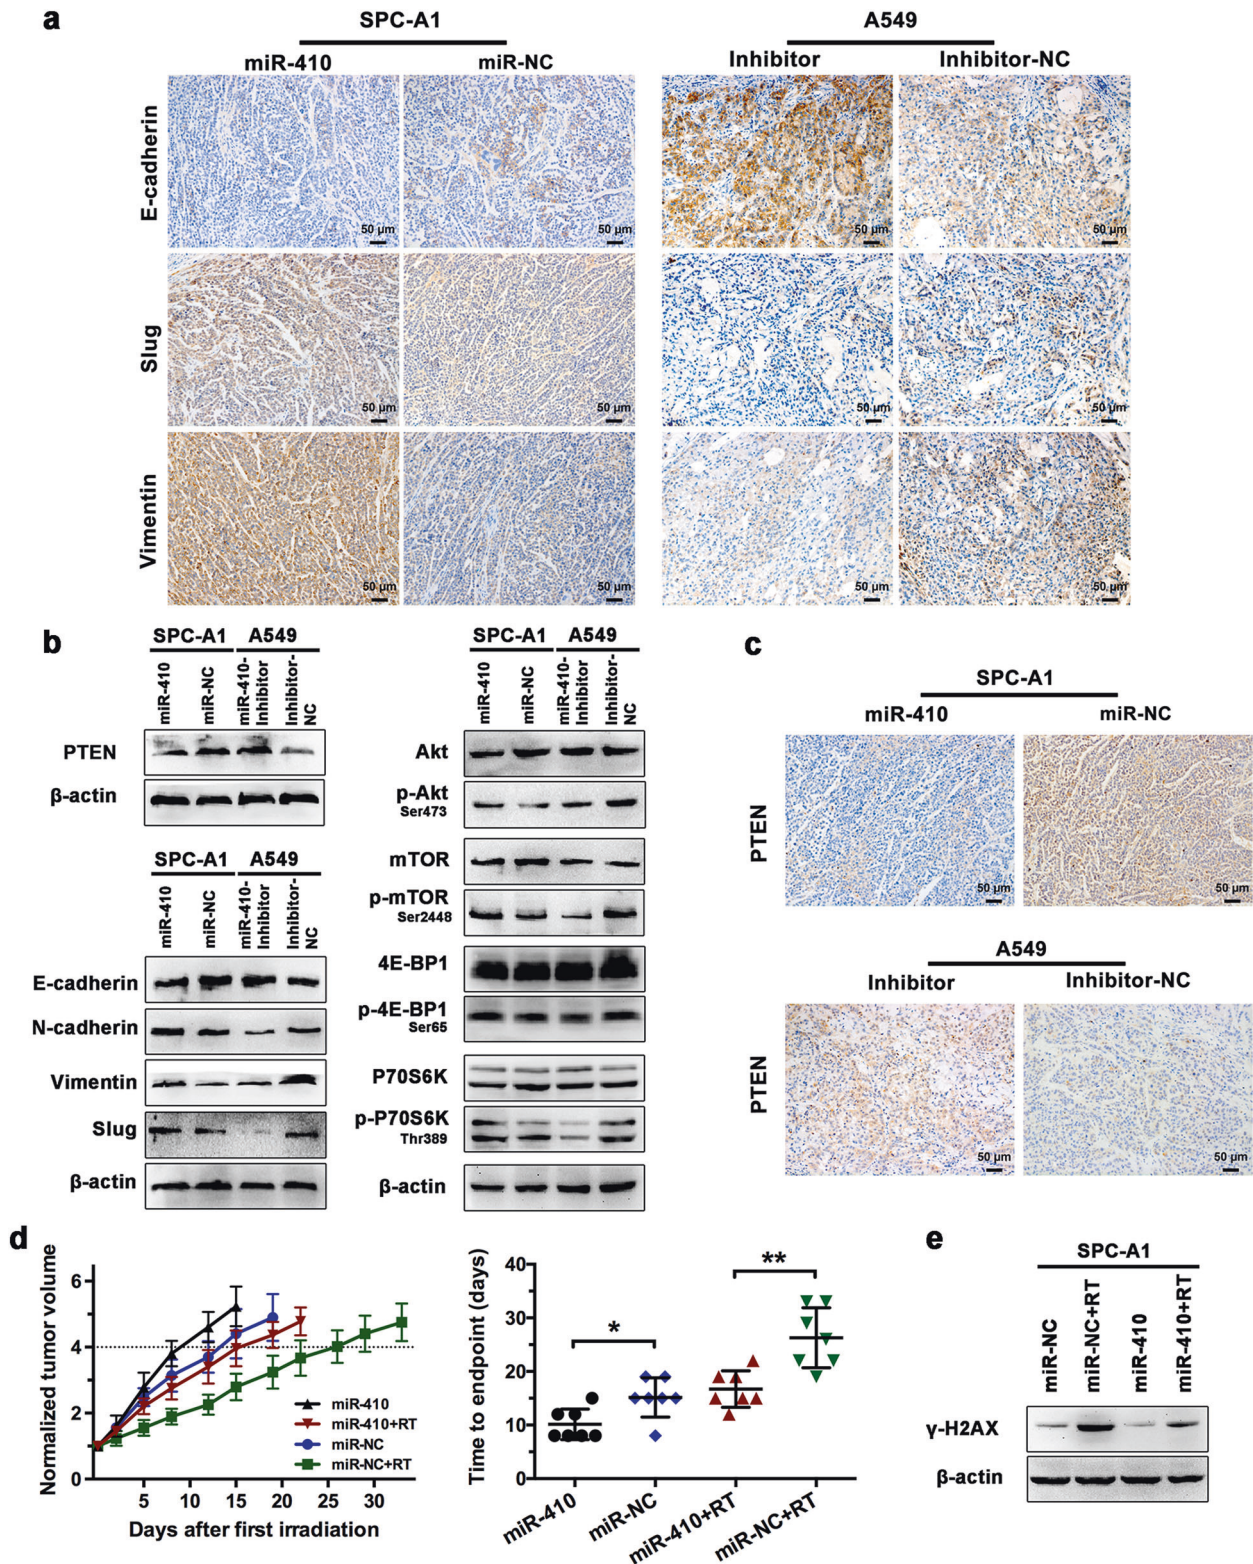 a
SPC-A1
A549
miR-410
miR-NC
Inhibitor
Inhibitor-NC
E-cadherin
50 µm
50 µm
50 µm
50 µm
Slug
50 µm
50 µm
50 µm
50 µm
Vimentin
50 µm
50 µm
50 µm
50 µm
b
SPC-A1
A549
miR-410
miR-NC
miR-410-
Inhibitor
Inhibitor-
NC
PTEN
β-actin
SPC-A1
A549
miR-410
miR-NC
miR-410-
Inhibitor
Inhibitor-
NC
E-cadherin
N-cadherin
Vimentin
Slug
β-actin
SPC-A1
A549
miR-410
miR-NC
miR-410-
Inhibitor
Inhibitor-
NC
Akt
p-Akt
Ser473
mTOR
p-mTOR
Ser2448
4E-BP1
p-4E-BP1
Ser65
P70S6K
p-P70S6K
Thr389
β-actin
c
SPC-A1
miR-410
miR-NC
PTEN
50 µm
50 µm
A549
Inhibitor
Inhibitor-NC
PTEN
50 µm
50 µm
d
Normalized tumor volume
6
4
2
0
5
10
15
20
25
30
Days after first irradiation
miR-410
miR-410+RT
miR-NC
miR-NC+RT
Time to endpoint (days)
40
30
20
10
0
*
**
miR-410
miR-NC
miR-410+RT
miR-NC+RT
e
SPC-A1
miR-NC
miR-NC+RT
miR-410
miR-410+RT
γ-H2AX
β-actin